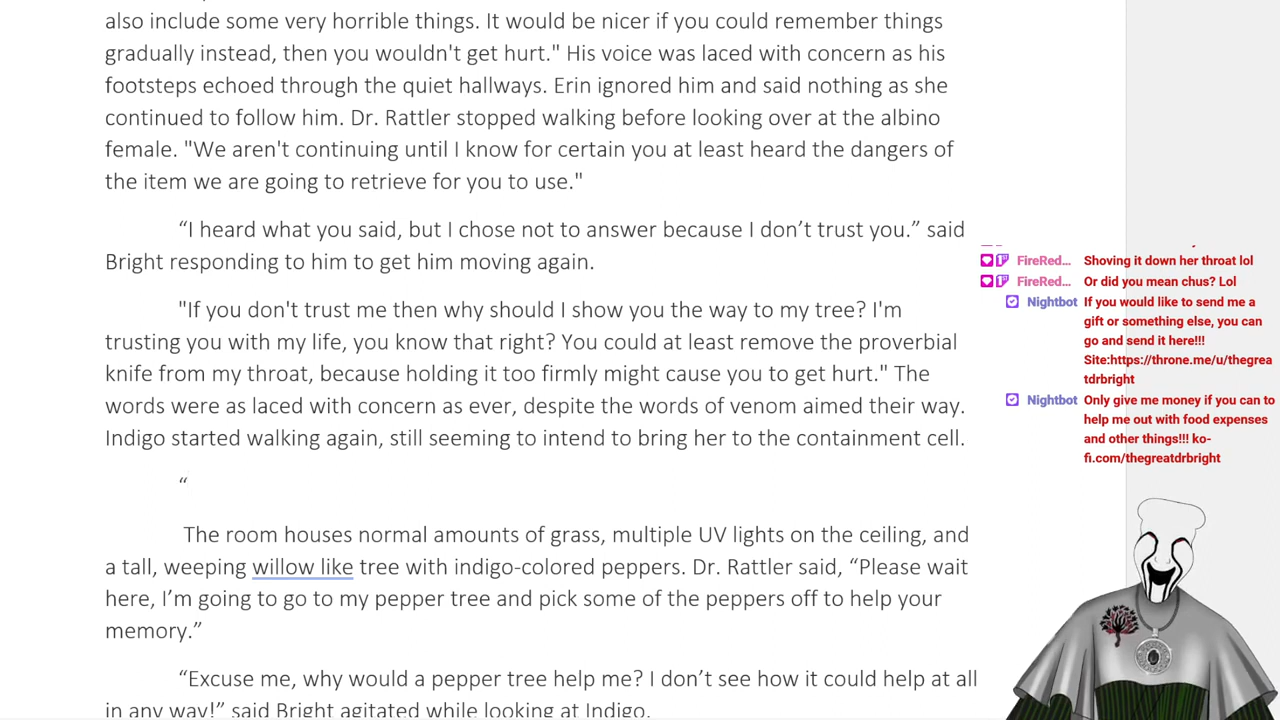 also include some very horrible things. It would be nicer if you could remember things
gradually instead, then you wouldn't get hurt." His voice was laced with concern as his
footsteps echoed through the quiet hallways. Erin ignored him and said nothing as she
continued to follow him. Dr. Rattler stopped walking before looking over at the albino
female. "We aren't continuing until I know for certain you at least heard the dangers of
the item we are going to retrieve for you to use."
“I heard what you said, but I chose not to answer because I don’t trust you.” said
Bright responding to him to get him moving again.
"If you don't trust me then why should I show you the way to my tree? I'm
trusting you with my life, you know that right? You could at least remove the proverbial
knife from my throat, because holding it too firmly might cause you to get hurt." The
words were as laced with concern as ever, despite the words of venom aimed their way.
Indigo started walking again, still seeming to intend to bring her to the containment cell.
“
The room houses normal amounts of grass, multiple UV lights on the ceiling, and
a tall, weeping willow like tree with indigo-colored peppers. Dr. Rattler said, “Please wait
here, I’m going to go to my pepper tree and pick some of the peppers off to help your
memory.”
“Excuse me, why would a pepper tree help me? I don’t see how it could help at all
in any way!” said Bright agitated while looking at Indigo.
FireRed... Shoving it down her throat lol
FireRed... Or did you mean chus? Lol
Nightbot If you would like to send me a
gift or something else, you can
go and send it here!!!
Site:https://throne.me/u/thegrea
tdrbright
Nightbot Only give me money if you can to
help me out with food expenses
and other things!!! ko-
fi.com/thegreatdrbright